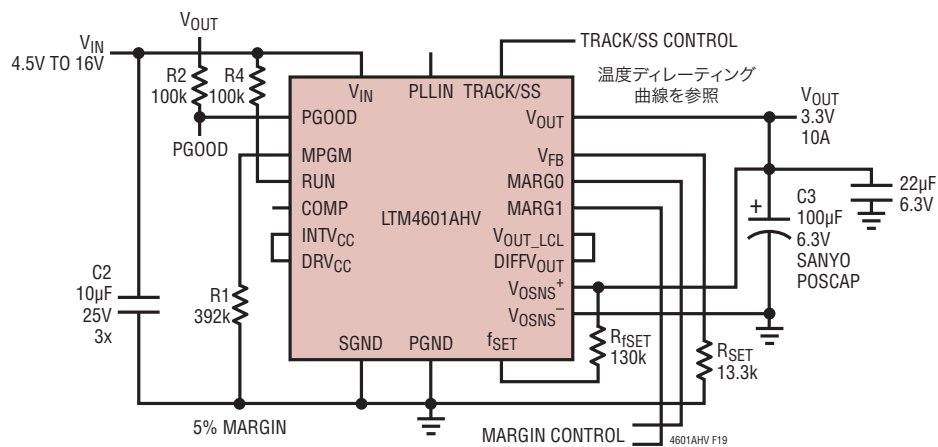 VOUT
VIN
4.5V TO 16V
R2
100k
R4
100k
PGOOD
TRACK/SS CONTROL
温度ディレーティング
曲線を参照
VIN
PLLIN
TRACK/SS
PGOOD
MPGM
RUN
COMP
INTVCC
DRVCC
LTM4601AHV
VOUT
VFB
MARG0
MARG1
VOUT_LCL
DIFFVOUT
VOSNS+
VOSNS–
SGND
PGND
fSET
VOUT
3.3V
10A
C3
100µF
6.3V
SANYO
POSCAP
+
22µF
6.3V
C2
10µF
25V
3x
R1
392k
RfSET
130k
RSET
13.3k
5% MARGIN
MARGIN CONTROL
4601AHV F19